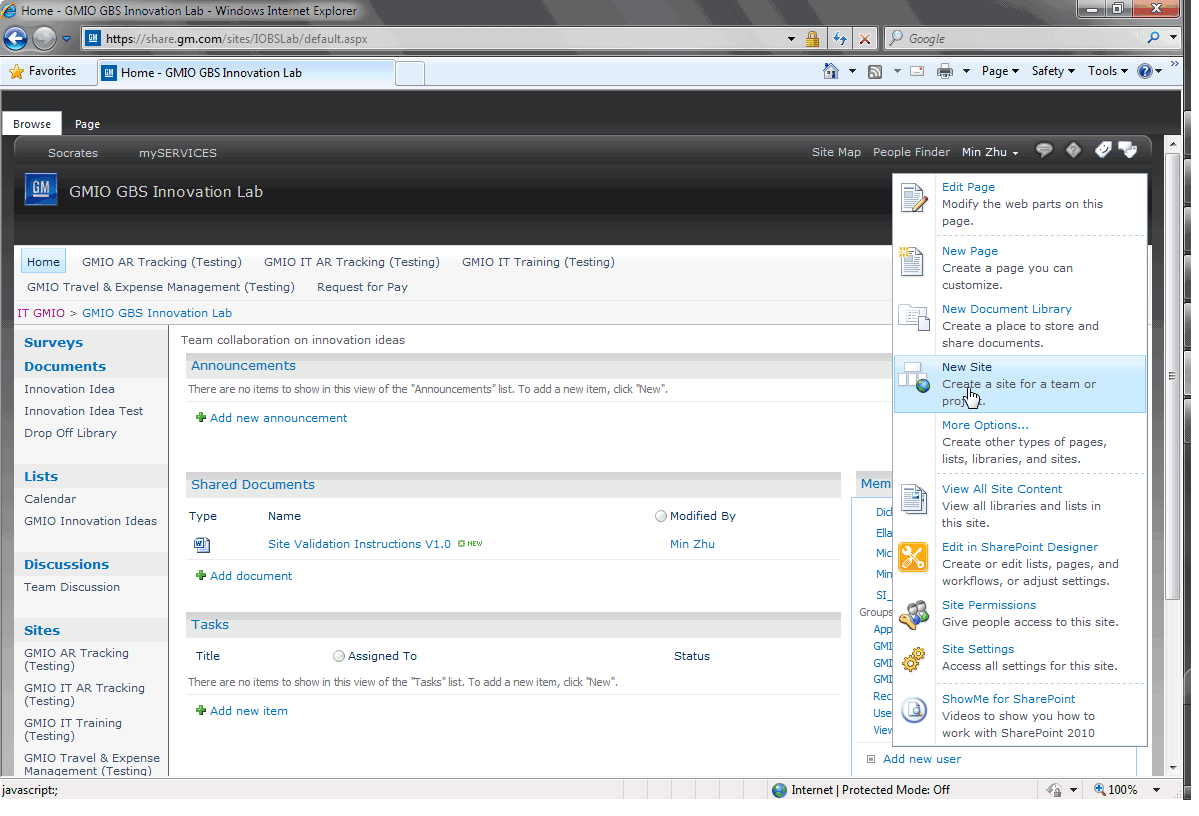 Home - GMIO GBS Innovation Lab - Windows Internet Explorer
https://share.gm.com/sites/IOBSLab/default.aspx
Google
Favorites
GM Home - GMIO GBS Innovation Lab
Page Safety Tools
Browse Page
Socrates mySERVICES
Site Map People Finder Min Zhu
GM
GMIO GBS Innovation Lab
Home GMIO AR Tracking (Testing) GMIO IT AR Tracking (Testing) GMIO IT Training (Testing)
GMIO Travel & Expense Management (Testing) Request for Pay
IT GMIO > GMIO GBS Innovation Lab
Surveys
Documents
Innovation Idea
Innovation Idea Test
Drop Off Library
Lists
Calendar
GMIO Innovation Ideas
Discussions
Team Discussion
Sites
GMIO AR Tracking
(Testing)
GMIO IT AR Tracking
(Testing)
GMIO IT Training
(Testing)
GMIO Travel & Expense
Management (Testing)
Team collaboration on innovation ideas
Announcements
There are no items to show in this view of the "Announcements" list. To add a new item, click "New".
Add new announcement
Shared Documents
Type Name Modified By
Site Validation Instructions V1.0 NEW Min Zhu
Add document
Tasks
Title Assigned To Status
There are no items to show in this view of the "Tasks" list. To add a new item, click "New".
Add new item
Mem
Dic
Ella
Mic
Min
SI_
Groups
App
GMI
GMI
GMI
Rec
Use
View
Add new user
Edit Page
Modify the web parts on this
page.
New Page
Create a page you can
customize.
New Document Library
Create a place to store and
share documents.
New Site
Create a site for a team or
project.
More Options...
Create other types of pages,
lists, libraries, and sites.
View All Site Content
View all libraries and lists in
this site.
Edit in SharePoint Designer
Create or edit lists, pages, and
workflows, or adjust settings.
Site Permissions
Give people access to this site.
Site Settings
Access all settings for this site.
ShowMe for SharePoint
Videos to show you how to
work with SharePoint 2010
javascript:;
Internet | Protected Mode: Off
100%